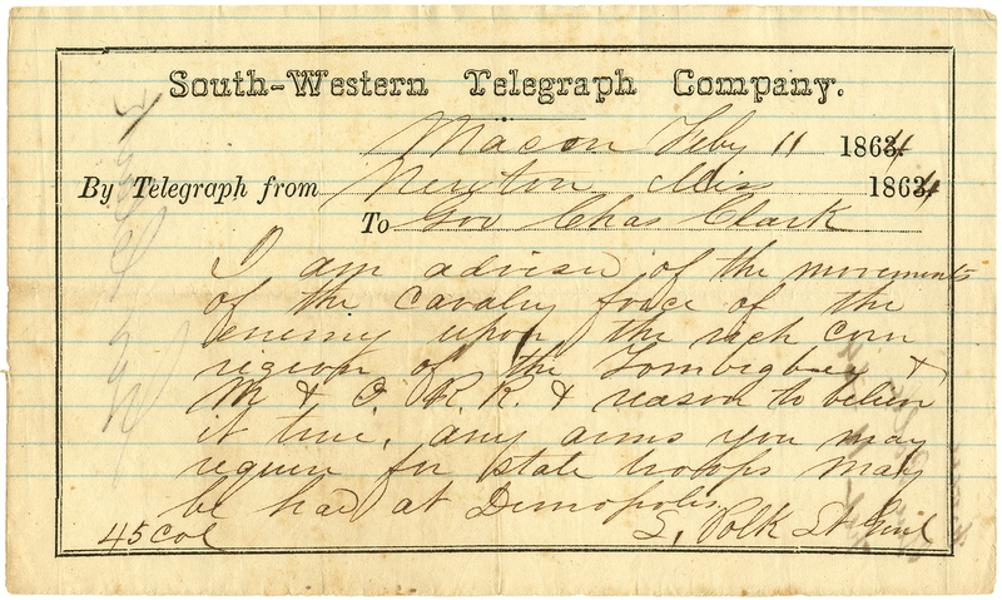 South-Western Telegraph Company.
Macon Feby 11 1864
By Telegraph from Newton Miss 1864
To Gov Chas Clark
I am advised of the movements
of the cavalry force of the
enemy upon the rich corn
region of the Tombigbey &
M & O. R. R. & reason to believe
it true, any arms you may
require for state troops may
be had at Demopolis.
45 col L. Polk Lt Genl